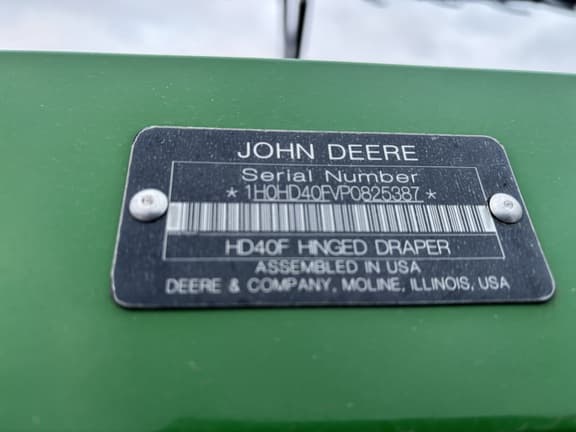 JOHN DEERE
Serial Number
*1H0HD40FVP0825387*
HD40F HINGED DRAPER
ASSEMBLED IN USA
DEERE & COMPANY, MOLINE, ILLINOIS, USA